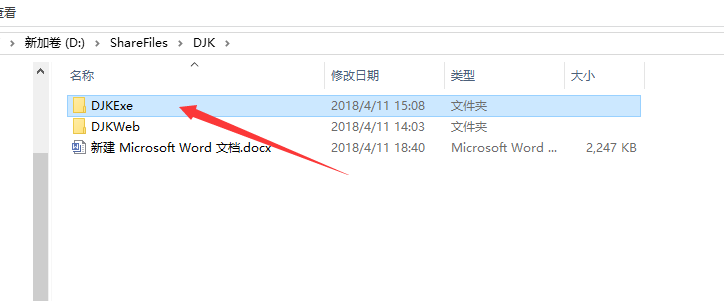 查看
新加卷 (D:) ShareFiles DJK
名称 修改日期 类型 大小
DJKExe 2018/4/11 15:08 文件夹
DJKWeb 2018/4/11 14:03 文件夹
新建 Microsoft Word 文档.docx 2018/4/11 18:40 Microsoft Word ... 2,247 KB